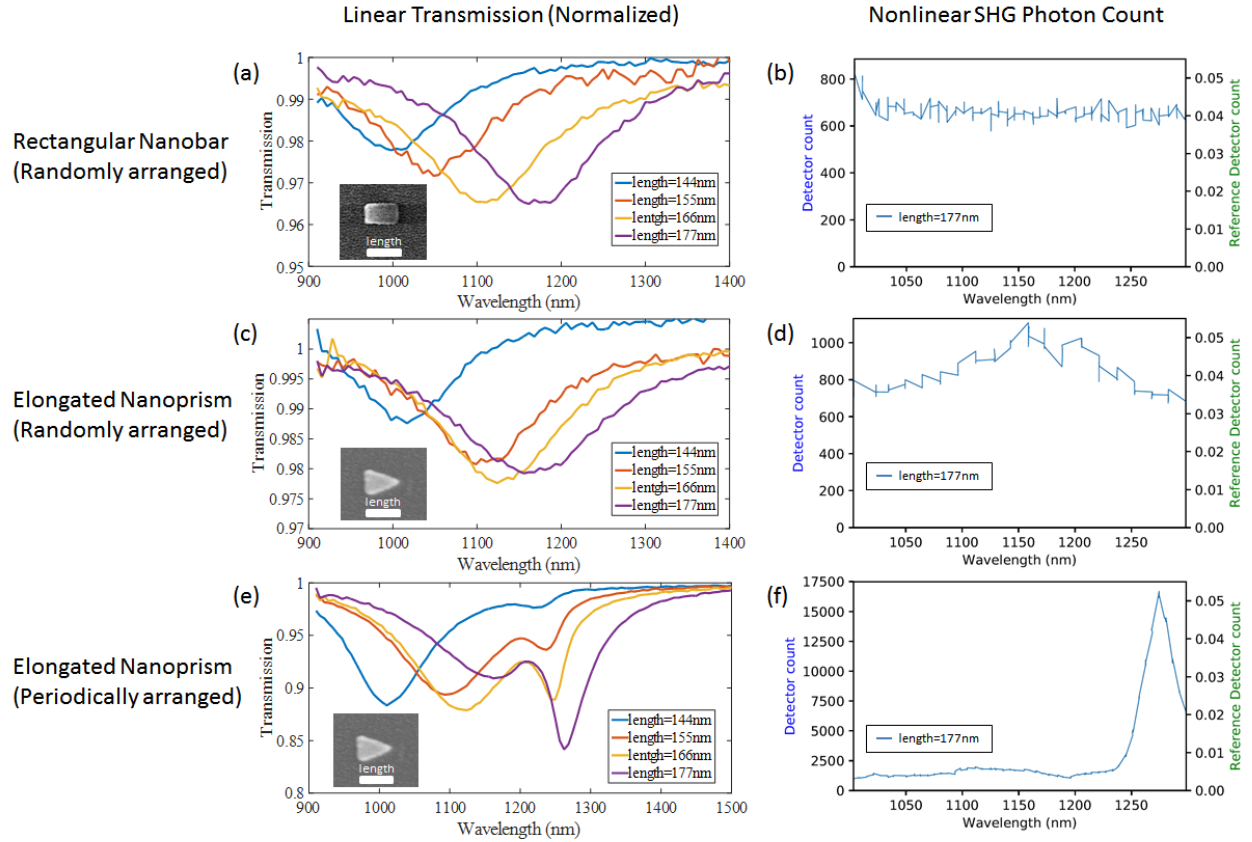 Linear Transmission (Normalized)
Nonlinear SHG Photon Count
Rectangular Nanobar
(Randomly arranged)
(a)
1
0.99
0.98
0.97
0.96
0.95
Transmission
900 1000 1100 1200 1300 1400
Wavelength (nm)
length
length=144nm
length=155nm
lentgh=166nm
length=177nm
(b)
800
600
400
200
0
Detector count
0.05
0.04
0.03
0.02
0.01
0.00
Reference Detector count
length=177nm
1050 1100 1150 1200 1250
Wavelength (nm)
Elongated Nanoprism
(Randomly arranged)
(c)
1
0.995
0.99
0.985
0.98
0.975
0.97
Transmission
900 1000 1100 1200 1300 1400
Wavelength (nm)
length
length=144nm
length=155nm
lentgh=166nm
length=177nm
(d)
1000
800
600
400
200
0
Detector count
0.05
0.04
0.03
0.02
0.01
0.00
Reference Detector count
length=177nm
1050 1100 1150 1200 1250
Wavelength (nm)
Elongated Nanoprism
(Periodically arranged)
(e)
1
0.95
0.9
0.85
0.8
Transmission
900 1000 1100 1200 1300 1400 1500
Wavelength (nm)
length
length=144nm
length=155nm
lentgh=166nm
length=177nm
(f)
17500
15000
12500
10000
7500
5000
2500
0
Detector count
0.05
0.04
0.03
0.02
0.01
0.00
Reference Detector count
length=177nm
1050 1100 1150 1200 1250
Wavelength (nm)